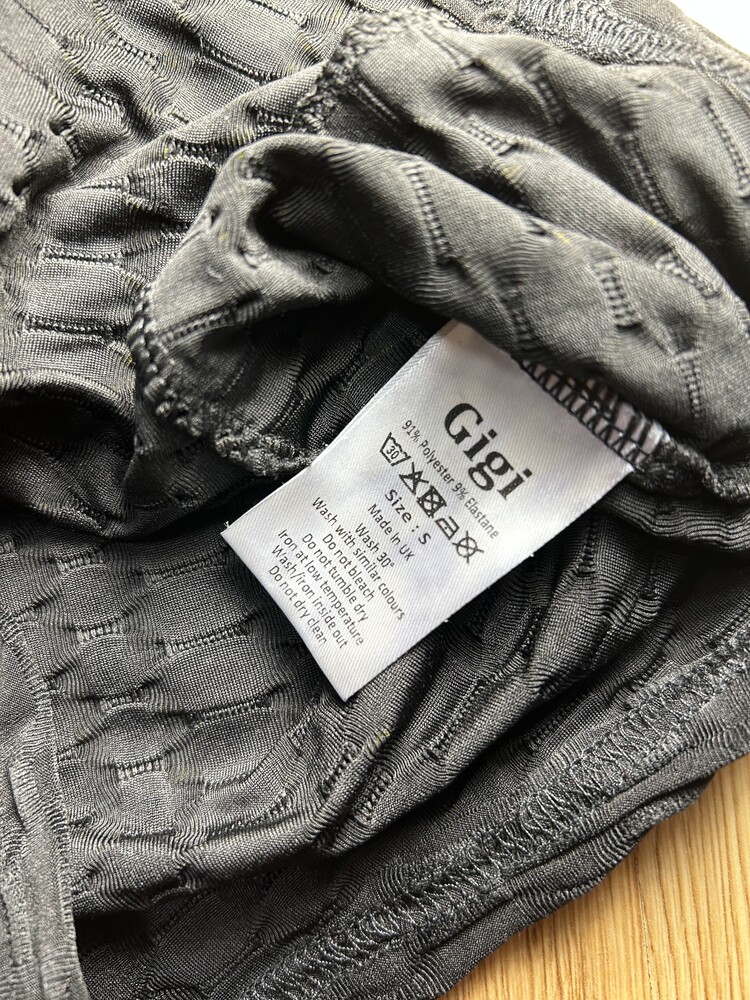 Gigi
91% Polyester 9% Elastane
30
Size : S
Made in UK
Wash 30°
Wash with similar colours
Do not bleach
Do not tumble dry
Iron at low temperature
Wash/iron inside out
Do not dry clean